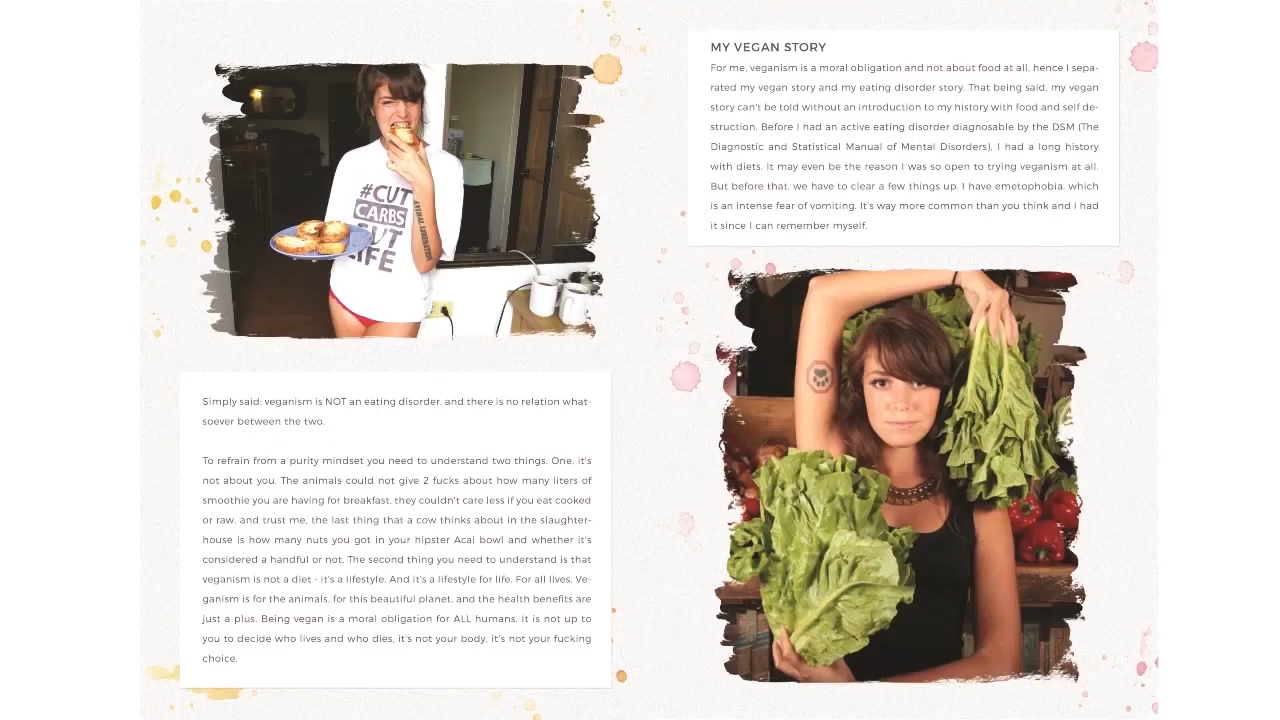 #CUT
CARBS
CUT
LIFE
Simply said: veganism is NOT an eating disorder, and there is no relation what-
soever between the two.
To refrain from a purity mindset you need to understand two things. One, it's
not about you. The animals could not give 2 fucks about how many liters of
smoothie you are having for breakfast, they couldn't care less if you eat cooked
or raw, and trust me, the last thing that a cow thinks about in the slaughter-
house is how many nuts you got in your hipster Acai bowl and whether it's
considered a handful or not. The second thing you need to understand is that
veganism is not a diet - it's a lifestyle. And it's a lifestyle for life. For all lives. Ve-
ganism is for the animals, for this beautiful planet, and the health benefits are
just a plus. Being vegan is a moral obligation for ALL humans. It is not up to
you to decide who lives and who dies, it's not your body, it's not your fucking
choice.
MY VEGAN STORY
For me, veganism is a moral obligation and not about food at all, hence I sepa-
rated my vegan story and my eating disorder story. That being said, my vegan
story can't be told without an introduction to my history with food and self de-
struction. Before I had an active eating disorder diagnosable by the DSM (The
Diagnostic and Statistical Manual of Mental Disorders), I had a long history
with diets. It may even be the reason I was so open to trying veganism at all.
But before that, we have to clear a few things up. I have emetophobia, which
is an intense fear of vomiting. It's way more common than you think and I had
it since I can remember myself.